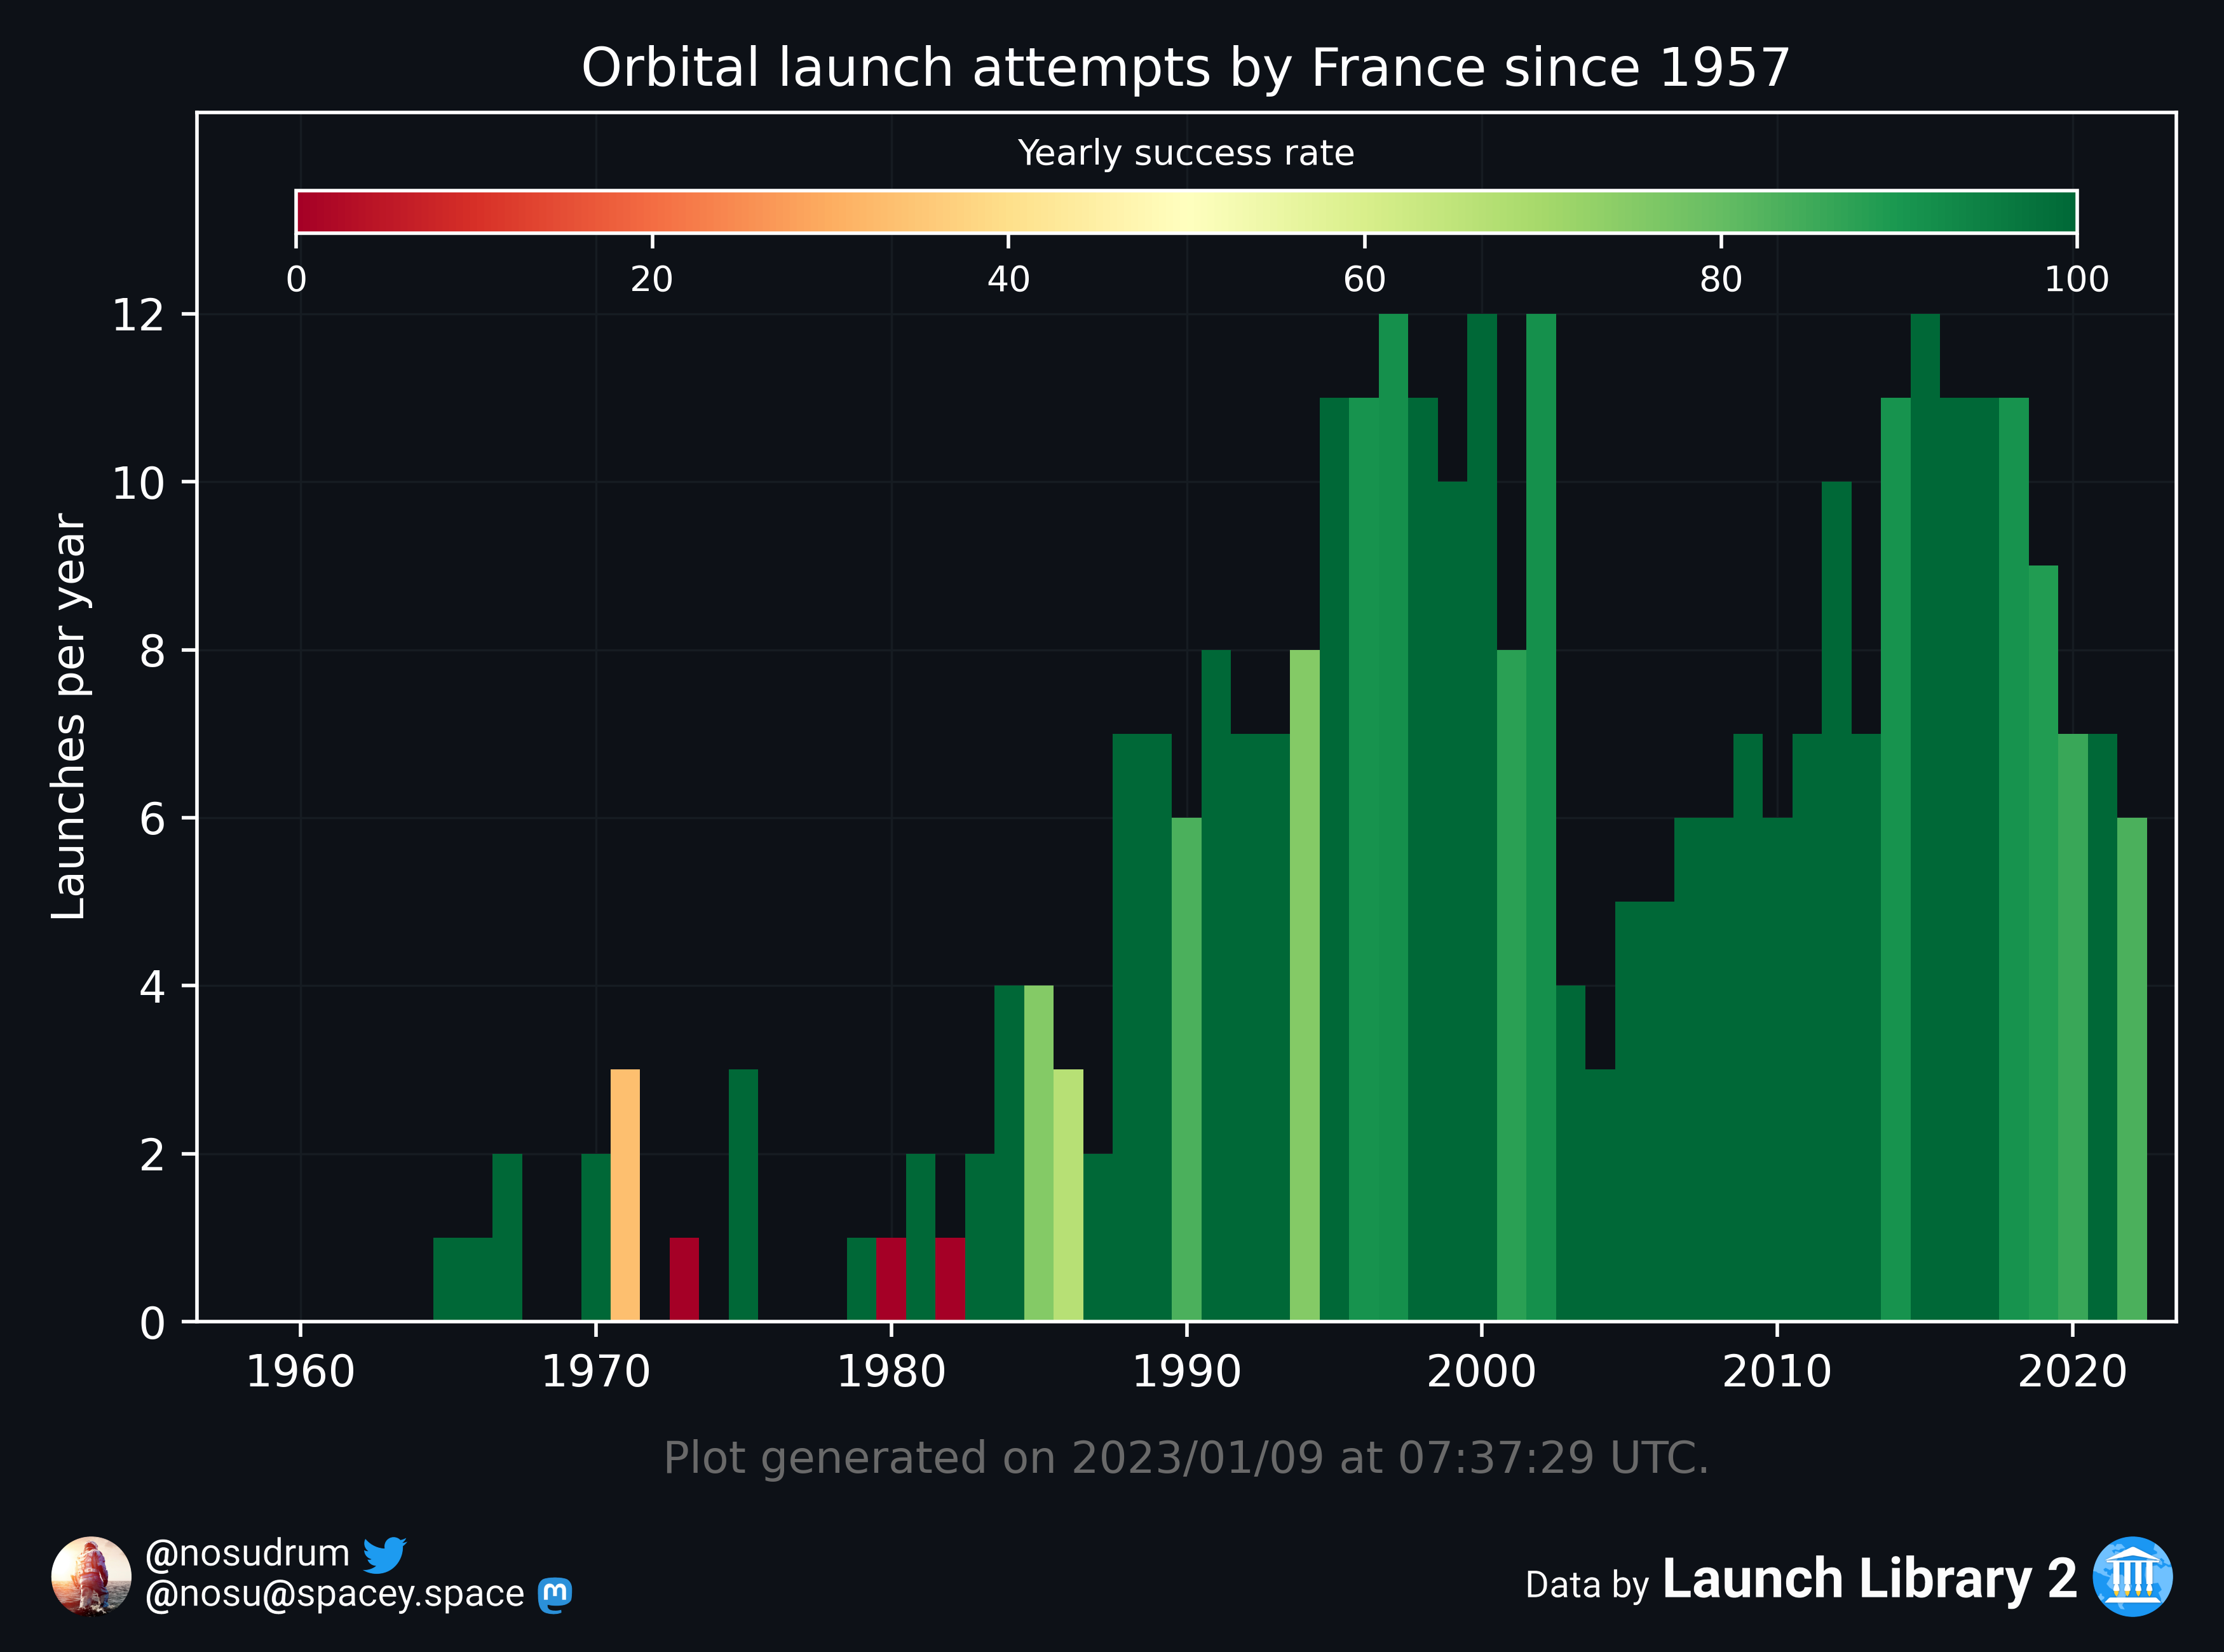 Orbital launch attempts by France since 1957
Yearly success rate
0 20 40 60 80 100
Launches per year
12
10
8
6
4
2
0
1960 1970 1980 1990 2000 2010 2020
Plot generated on 2023/01/09 at 07:37:29 UTC.
@nosudrum
@nosu@spacey.space
Data by Launch Library 2